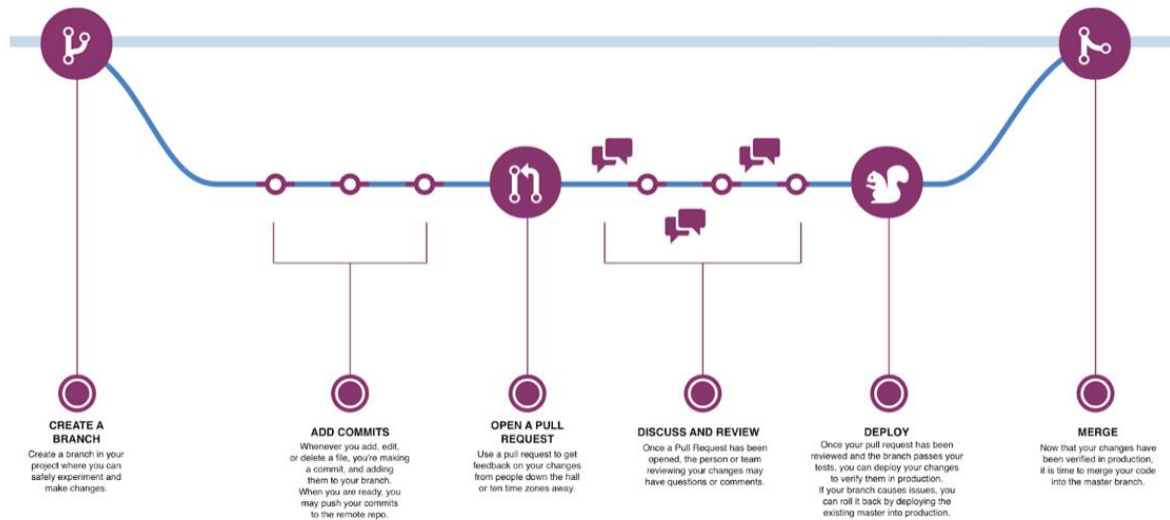 CREATE A
BRANCH
Create a branch in your
project where you can
safely experiment and
make changes.
ADD COMMITS
Whenever you add, edit,
or delete a file, you're making
a commit, and adding
them to your branch.
When you are ready, you
may push your commits
to the remote repo.
OPEN A PULL
REQUEST
Use a pull request to get
feedback on your changes
from people down the hall
or ten time zones away.
DISCUSS AND REVIEW
Once a Pull Request has been
opened, the person or team
reviewing your changes may
have questions or comments.
DEPLOY
Once your pull request has been
reviewed and the branch passes your
tests, you can deploy your changes
to verify them in production.
If your branch causes issues, you
can roll it back by deploying the
existing master into production.
MERGE
Now that your changes have
been verified in production,
it is time to merge your code
into the master branch.